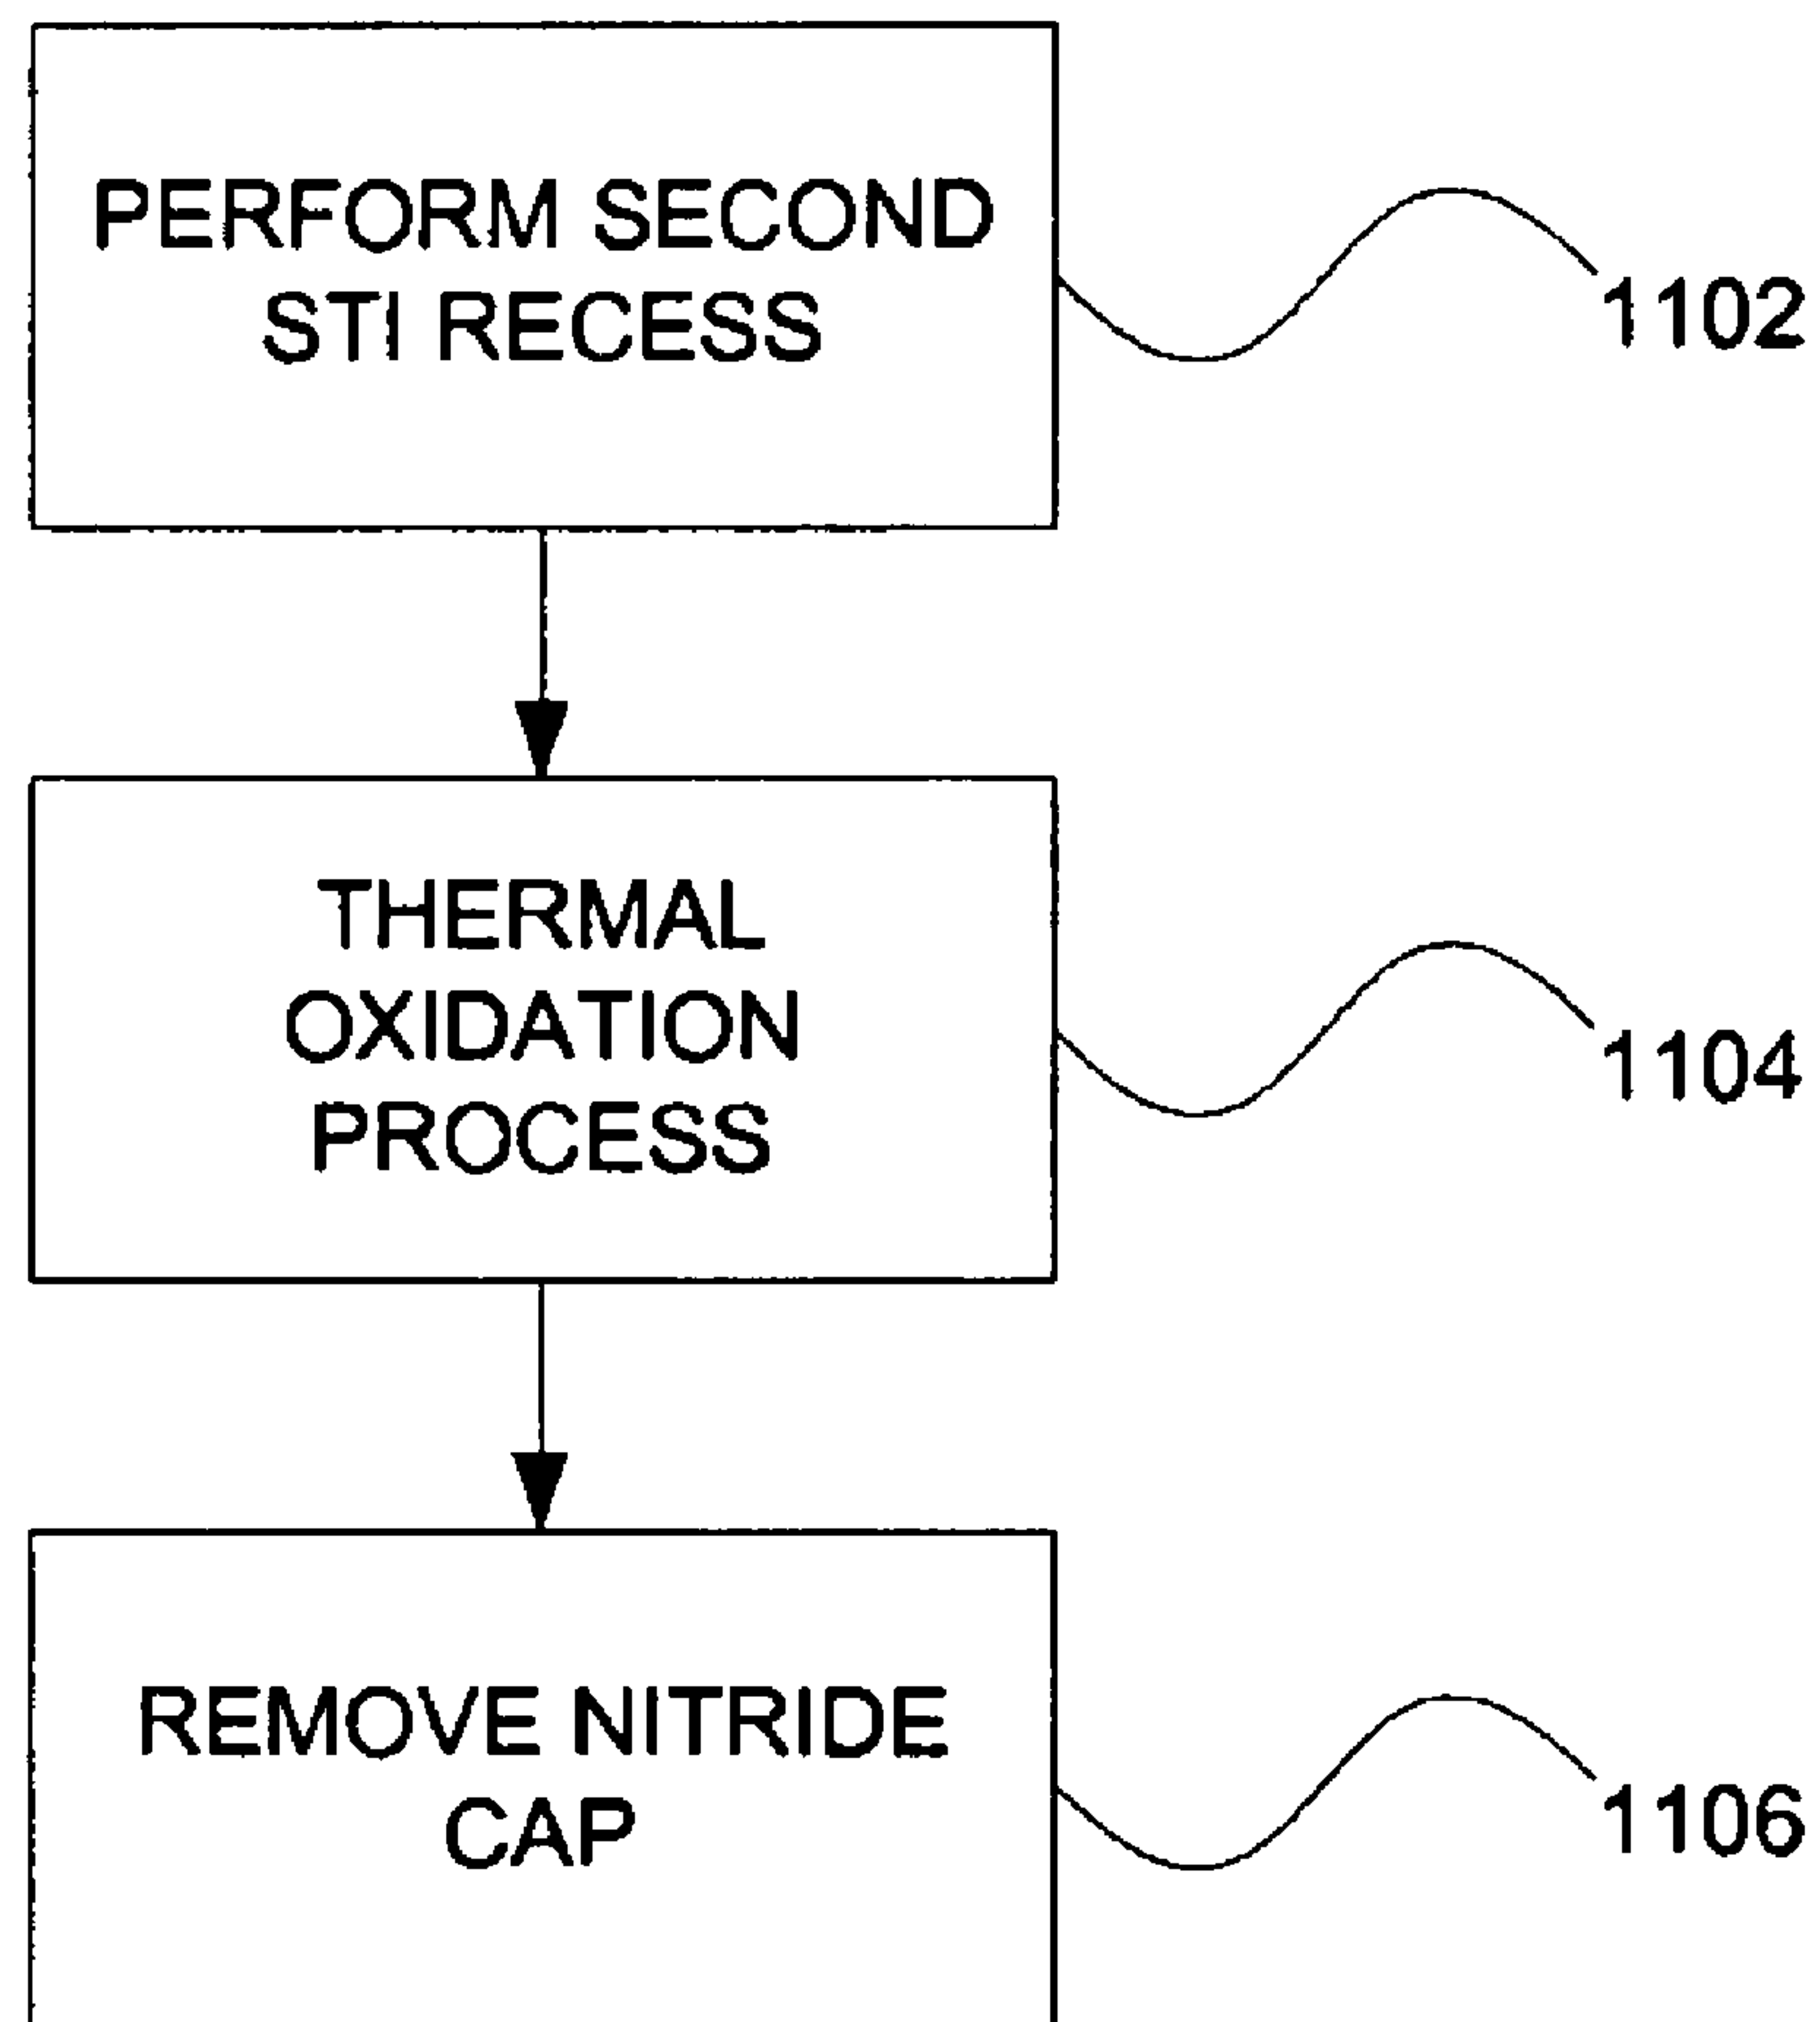 PERFORM SECOND
STI RECESS
1102
THERMAL
OXIDATION
PROCESS
1104
REMOVE NITRIDE
CAP
1106